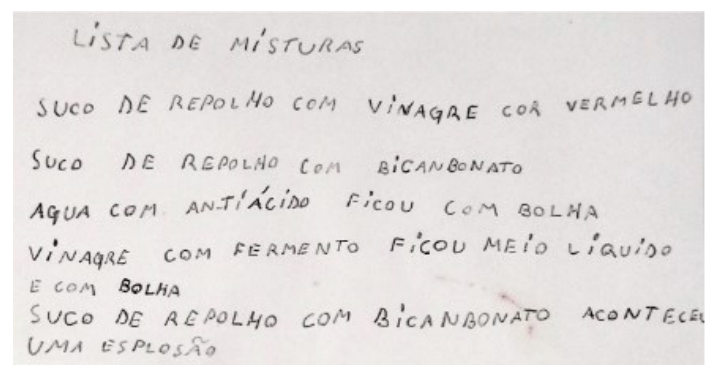 LISTA DE MISTURAS
SUCO DE REPOLHO COM VINAGRE COR VERMELHO
SUCO DE REPOLHO COM BICANBONATO
AGUA COM ANTIÁCIDO FICOU COM BOLHA
VINAGRE COM FERMENTO FICOU MEIO LÍQUIDO
E COM BOLHA
SUCO DE REPOLHO COM BICANBONATO ACONTECEU
UMA ESPLOSÃO